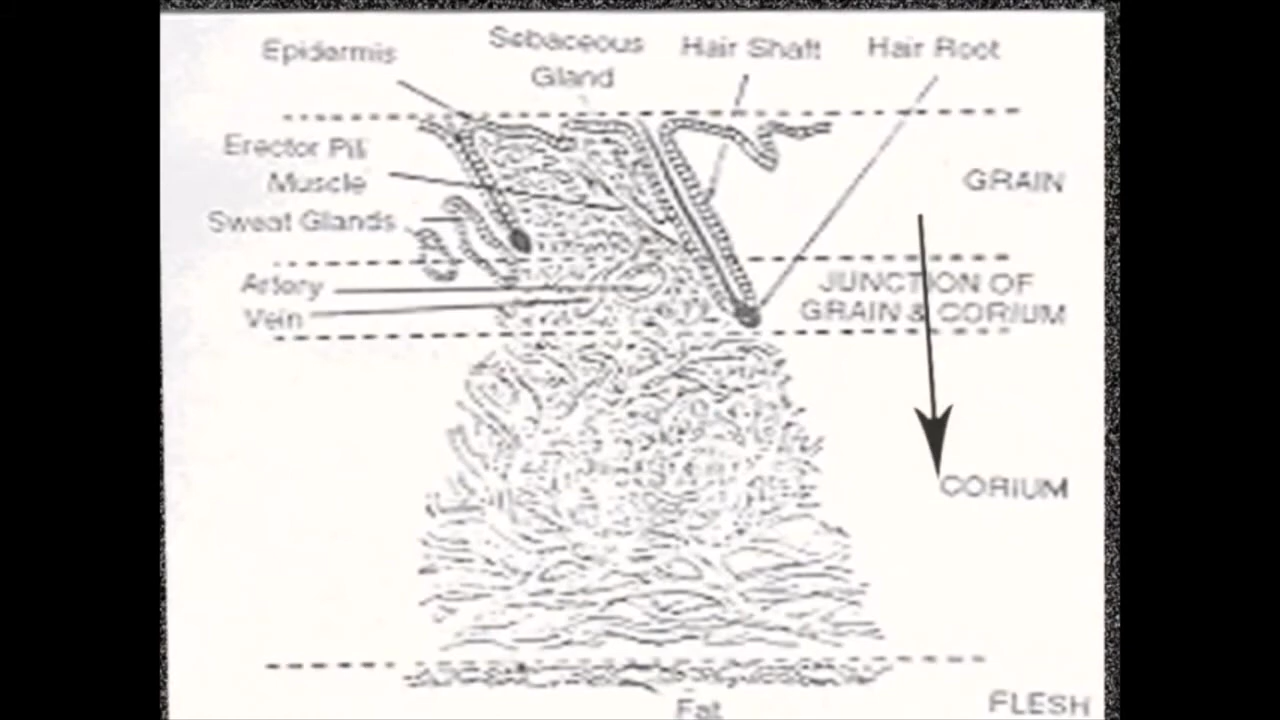 Epidermis
Sebaceous
Gland
Hair Shaft
Hair Root
Erector Pili
Muscle
Sweat Glands
Artery
Vein
GRAIN
JUNCTION OF
GRAIN & CORIUM
CORIUM
Fat
FLESH